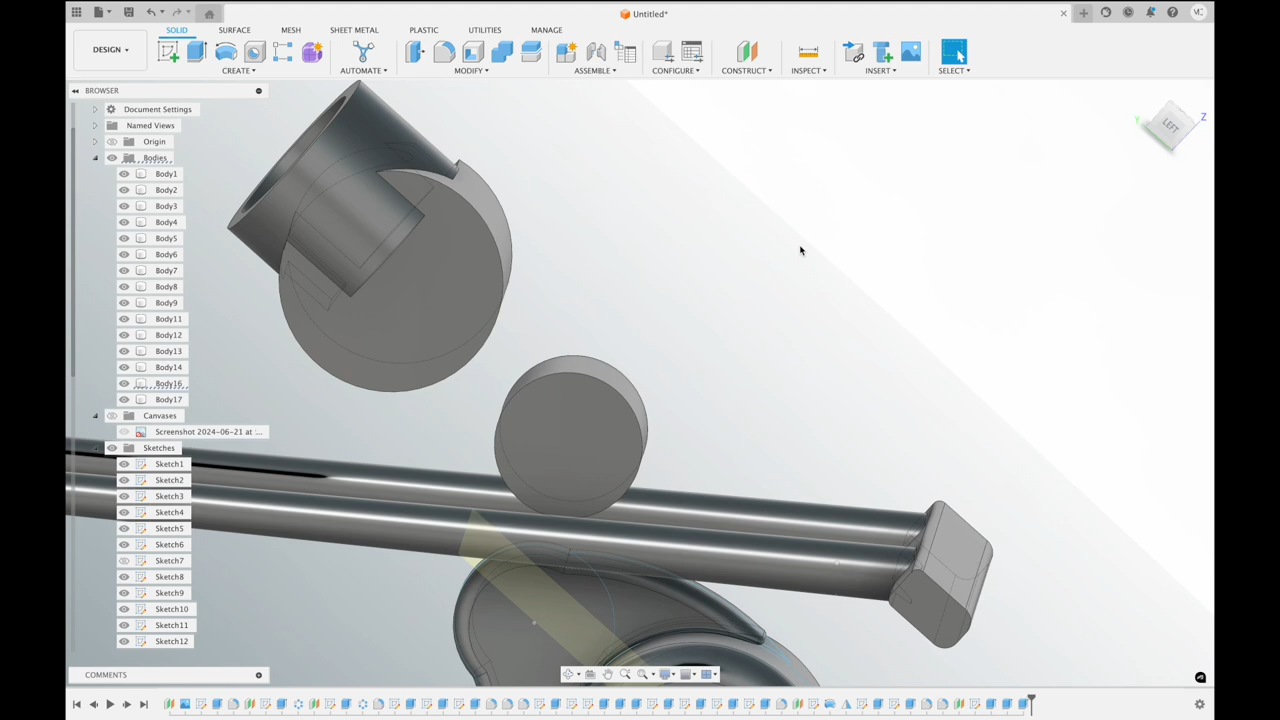 Untitled*
SOLID SURFACE MESH SHEET METAL PLASTIC UTILITIES MANAGE
DESIGN
CREATE AUTOMATE MODIFY ASSEMBLE CONFIGURE CONSTRUCT INSPECT INSERT SELECT
BROWSER
Document Settings
Named Views
Origin
Bodies
Body1
Body2
Body3
Body4
Body5
Body6
Body7
Body8
Body9
Body11
Body12
Body13
Body14
Body16
Body17
Canvases
Screenshot 2024-06-21 at '...
Sketches
Sketch1
Sketch2
Sketch3
Sketch4
Sketch5
Sketch6
Sketch7
Sketch8
Sketch9
Sketch10
Sketch11
Sketch12
COMMENTS
Y LEFT Z